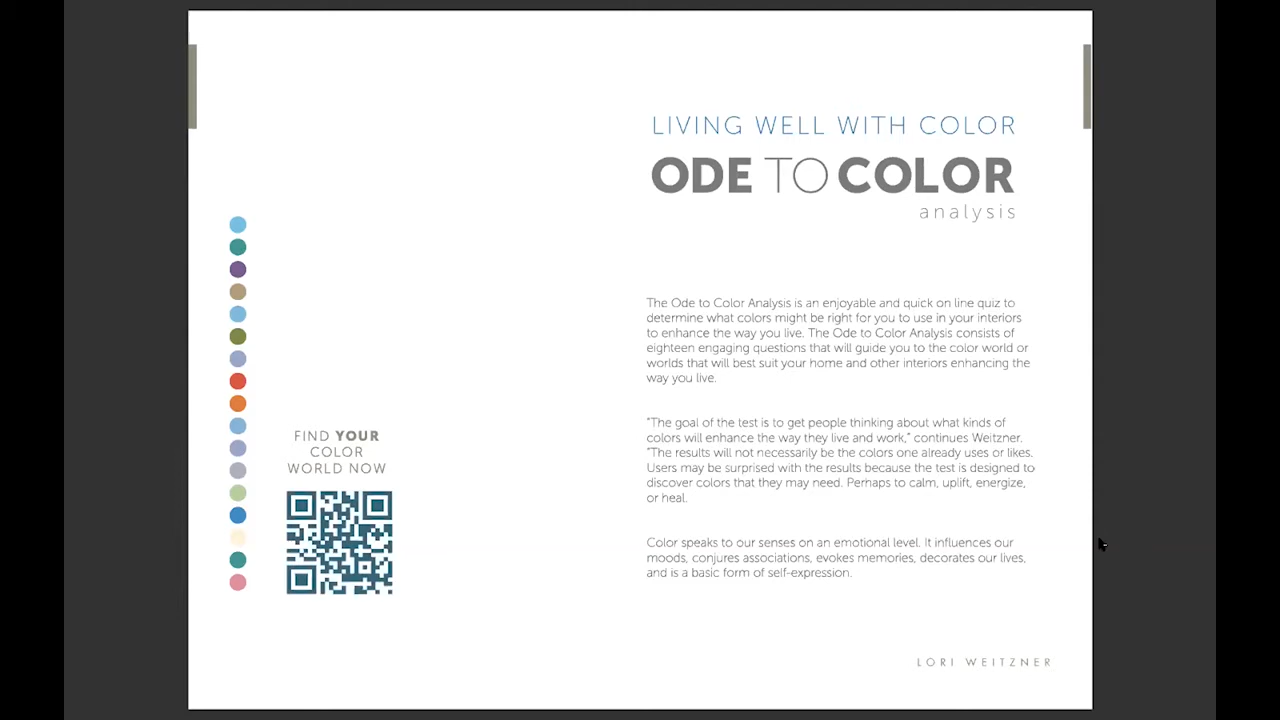 LIVING WELL WITH COLOR
ODE TO COLOR
analysis
The Ode to Color Analysis is an enjoyable and quick on line quiz to
determine what colors might be right for you to use in your interiors
to enhance the way you live. The Ode to Color Analysis consists of
eighteen engaging questions that will guide you to the color world or
worlds that will best suit your home and other interiors enhancing the
way you live.
"The goal of the test is to get people thinking about what kinds of
colors will enhance the way they live and work," continues Weitzner.
"The results will not necessarily be the colors one already uses or likes.
Users may be surprised with the results because the test is designed to
discover colors that they may need. Perhaps to calm, uplift, energize,
or heal.
Color speaks to our senses on an emotional level. It influences our
moods, conjures associations, evokes memories, decorates our lives,
and is a basic form of self-expression.
FIND YOUR
COLOR
WORLD NOW
LORI WEITZNER